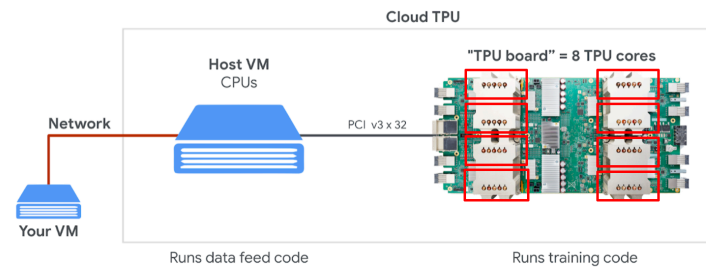 Cloud TPU
Host VM
CPUs
"TPU board” = 8 TPU cores
Network
PCI v3 x 32
Your VM
Runs data feed code
Runs training code